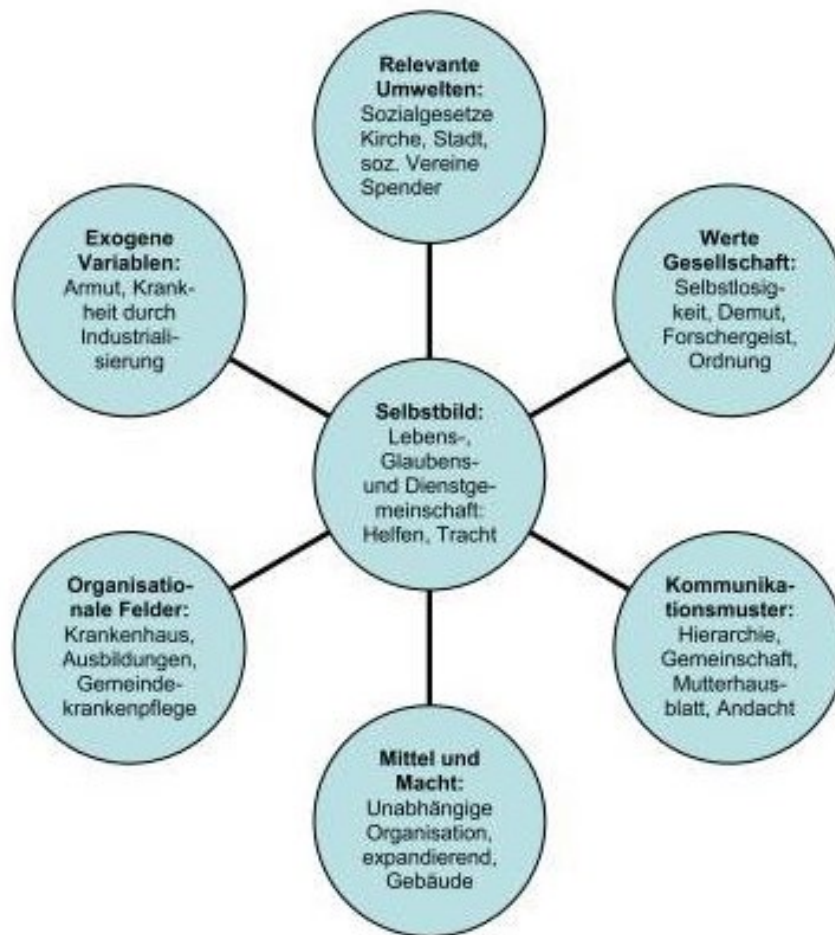 Relevante
Umwelten:
Sozialgesetze
Kirche, Stadt,
soz. Vereine
Spender
Exogene
Variablen:
Armut, Krank-
heit durch
Industriali-
sierung
Werte
Gesellschaft:
Selbstlosig-
keit, Demut,
Forschergeist,
Ordnung
Selbstbild:
Lebens-,
Glaubens-
und Dienstge-
meinschaft:
Helfen, Tracht
Organisatio-
nale Felder:
Krankenhaus,
Ausbildungen,
Gemeinde-
krankenpflege
Kommunika-
tionsmuster:
Hierarchie,
Gemeinschaft,
Mutterhaus-
blatt, Andacht
Mittel und
Macht:
Unabhängige
Organisation,
expandierend,
Gebäude